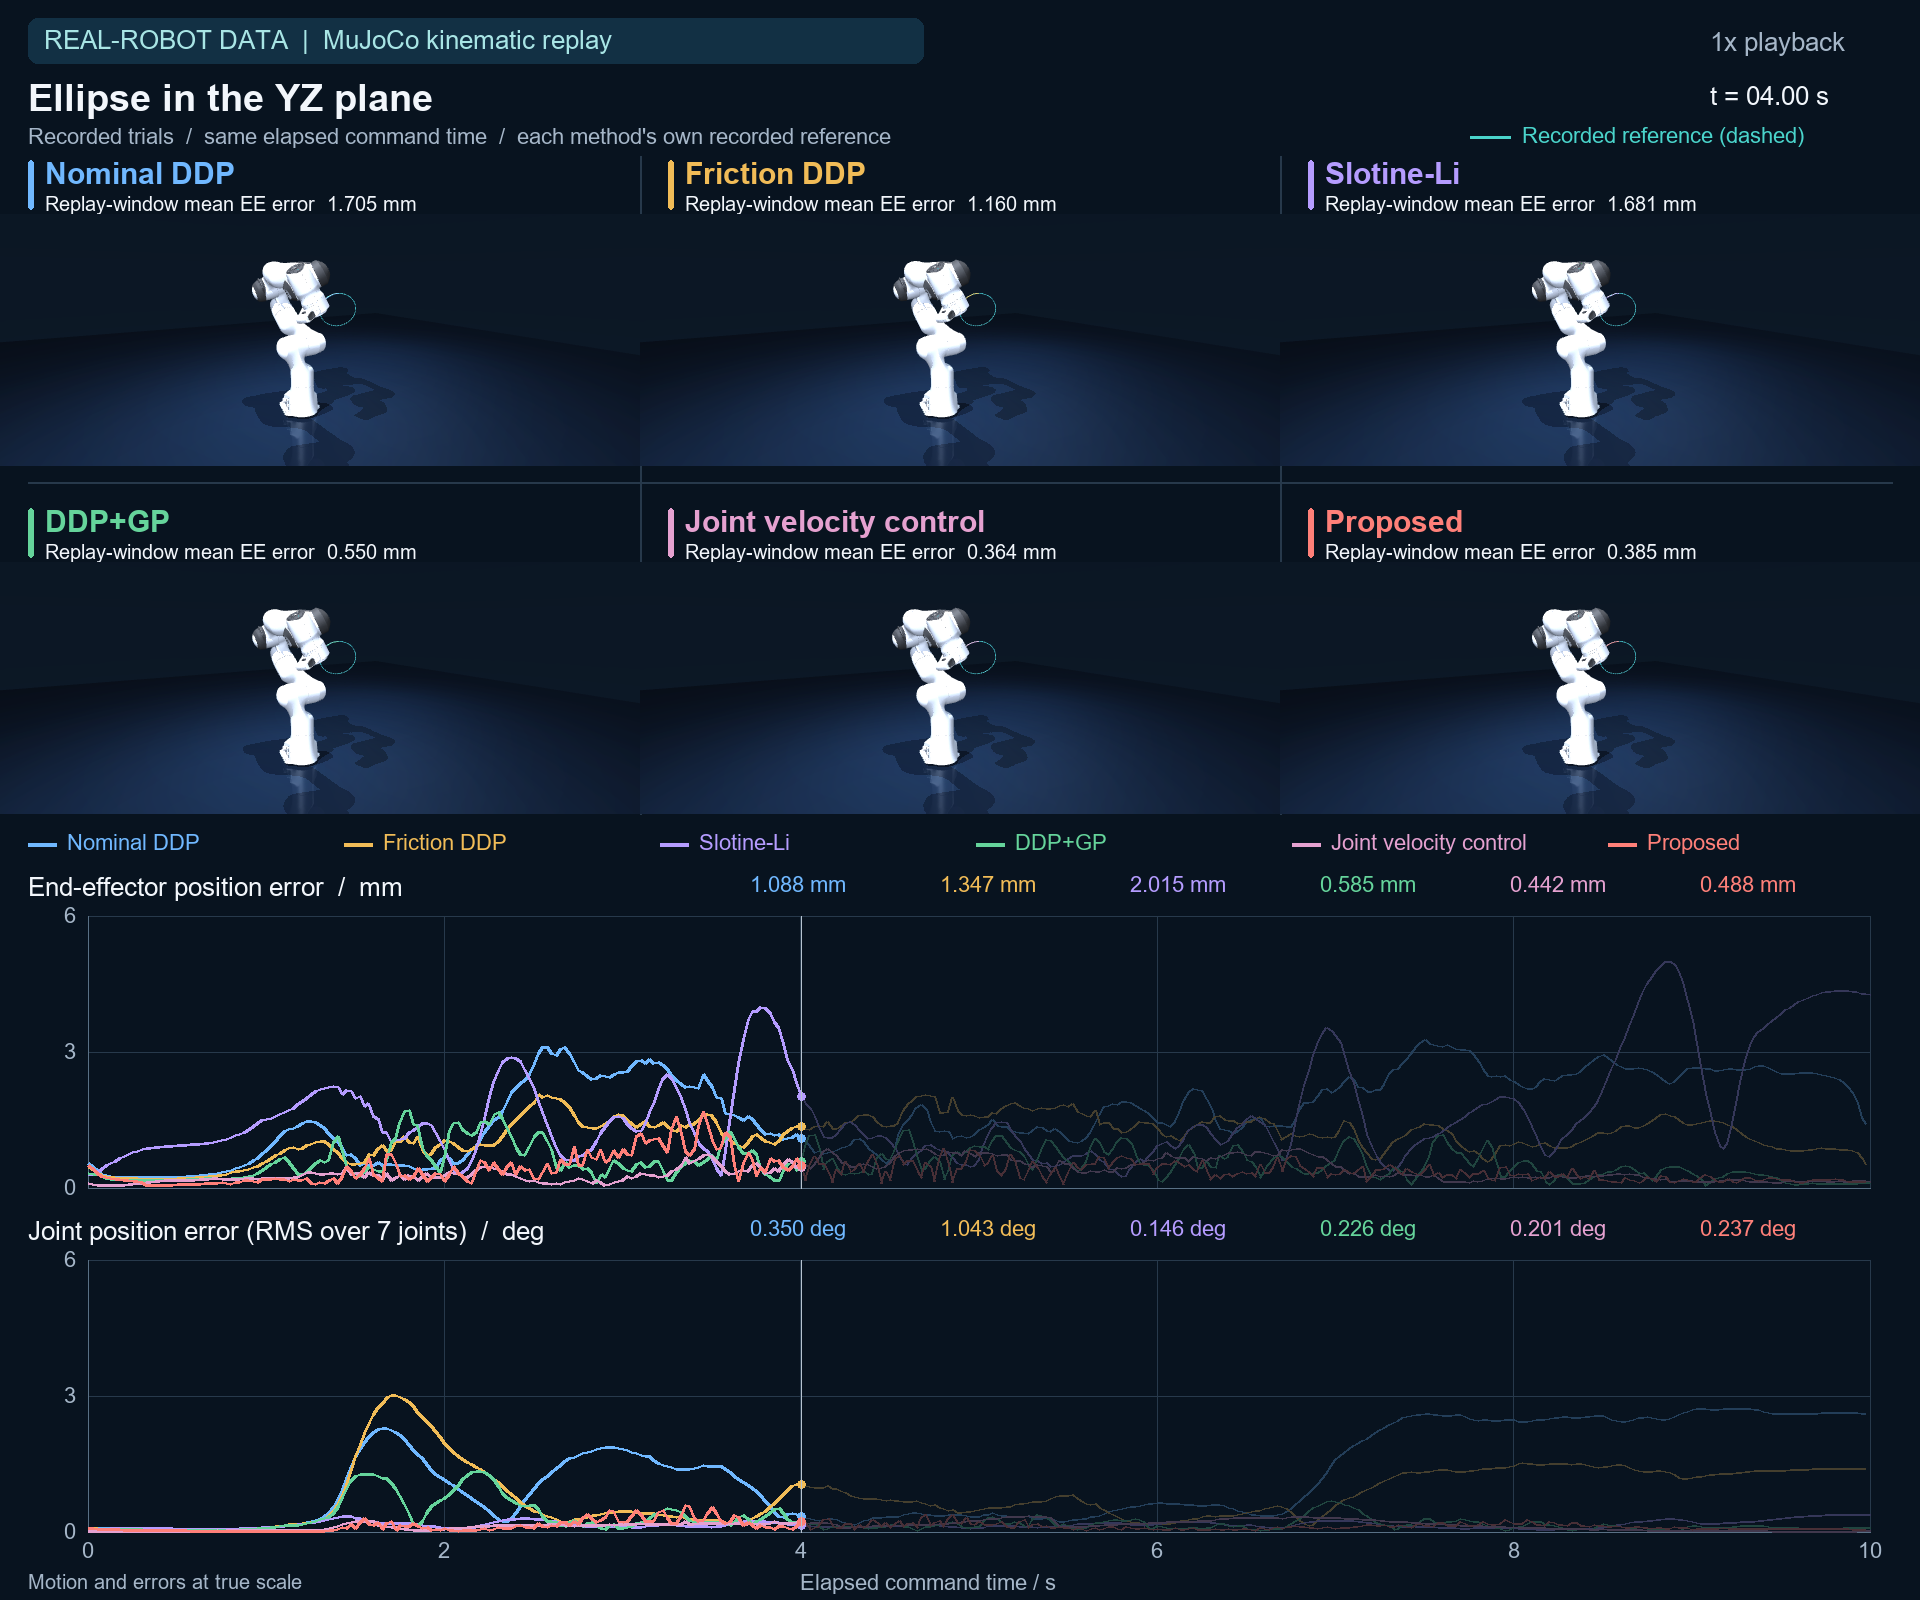 REAL-ROBOT DATA | MuJoCo kinematic replay
1x playback
Ellipse in the YZ plane
t = 04.00 s
Recorded trials / same elapsed command time / each method's own recorded reference
Recorded reference (dashed)
Nominal DDP
Replay-window mean EE error 1.705 mm
Friction DDP
Replay-window mean EE error 1.160 mm
Slotine-Li
Replay-window mean EE error 1.681 mm
DDP+GP
Replay-window mean EE error 0.550 mm
Joint velocity control
Replay-window mean EE error 0.364 mm
Proposed
Replay-window mean EE error 0.385 mm
Nominal DDP Friction DDP Slotine-Li DDP+GP Joint velocity control Proposed
End-effector position error / mm 1.088 mm 1.347 mm 2.015 mm 0.585 mm 0.442 mm 0.488 mm
6
3
0
Joint position error (RMS over 7 joints) / deg 0.350 deg 1.043 deg 0.146 deg 0.226 deg 0.201 deg 0.237 deg
6
3
0
0 2 4 6 8 10
Motion and errors at true scale
Elapsed command time / s